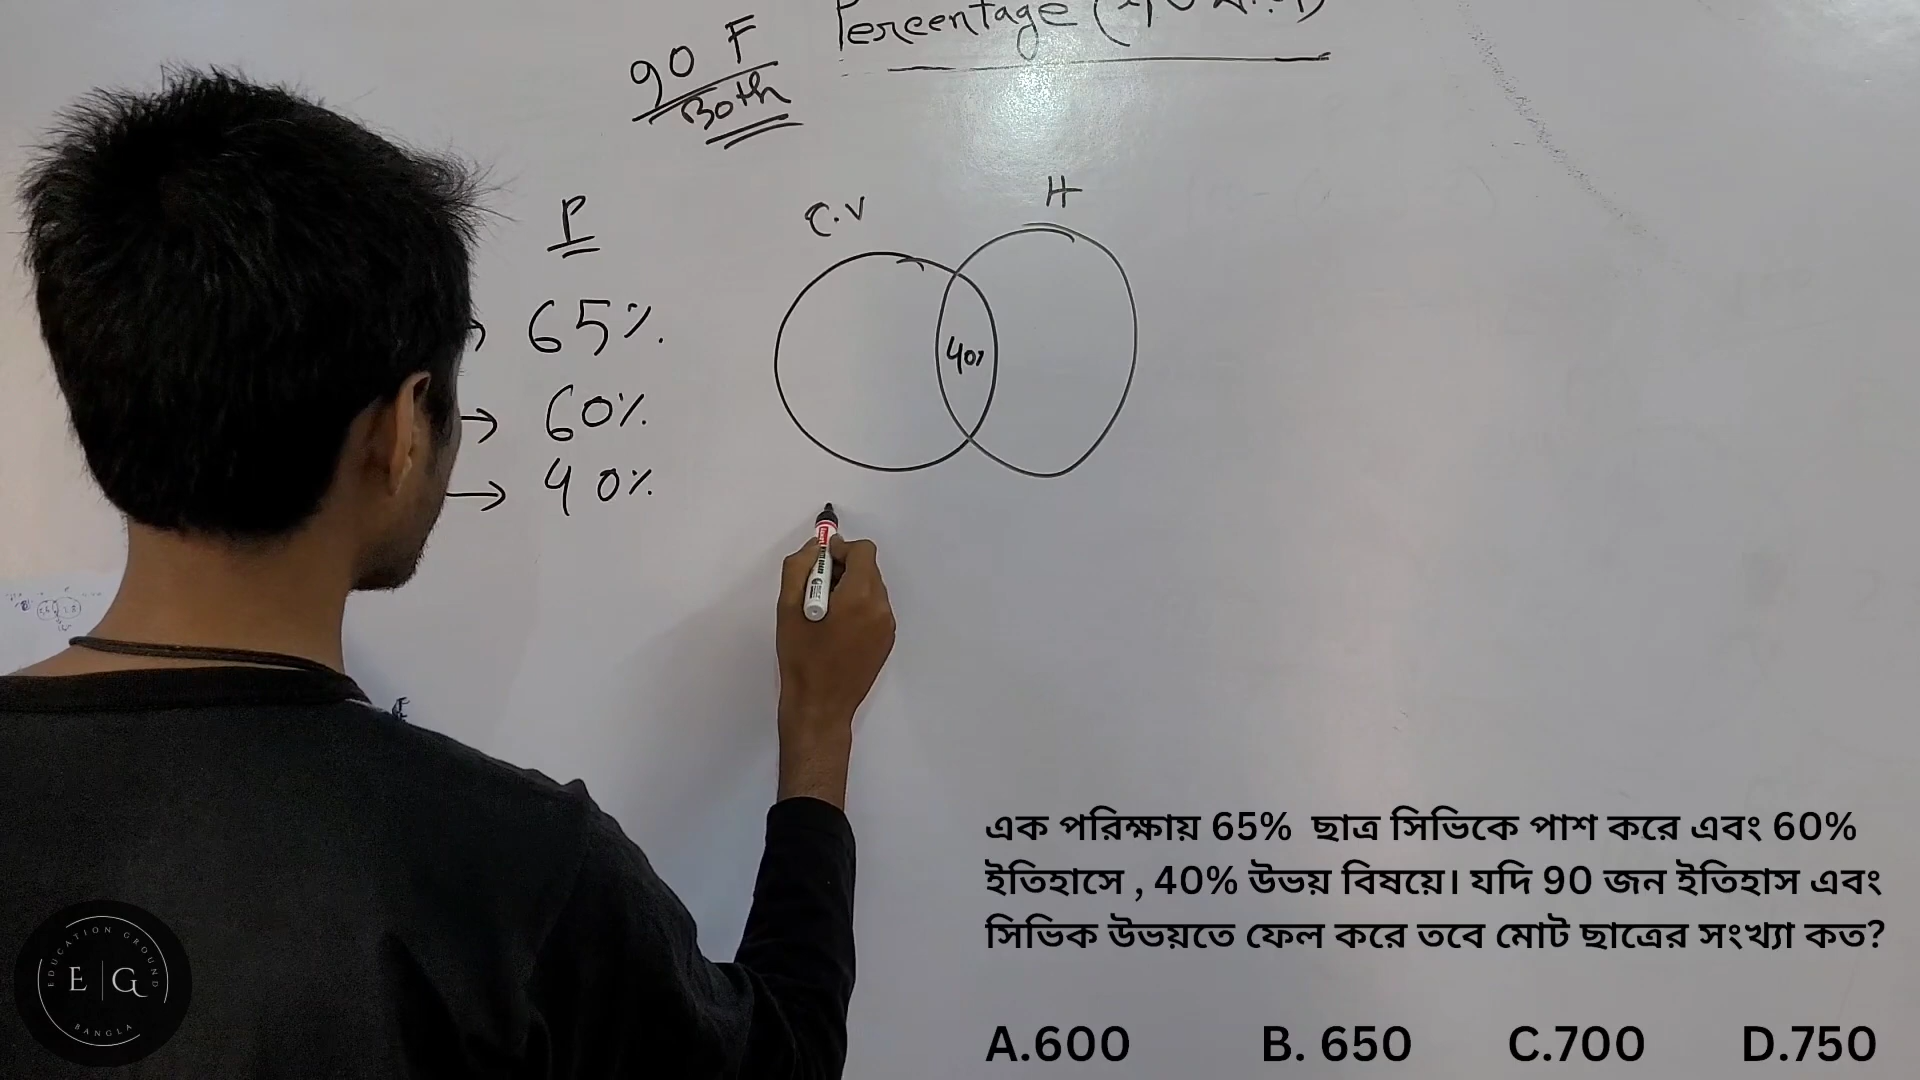 Percentage
90 F
Both
P
C.V
H
65%
60%
40%
40%
এক পরিক্ষায় 65% ছাত্র সিভিকে পাশ করে এবং 60%
ইতিহাসে , 40% উভয় বিষয়ে। যদি 90 জন ইতিহাস এবং
সিভিক উভয়তে ফেল করে তবে মোট ছাত্রের সংখ্যা কত?
A.600 B. 650 C.700 D.750
EDUCATION GROUND
E|G
BANGLA